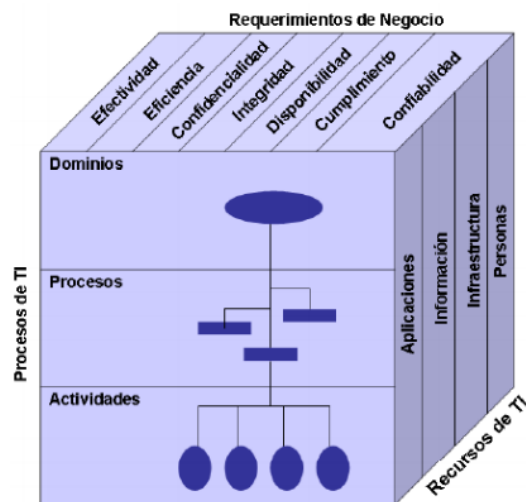 Requerimientos de Negocio
Efectividad
Eficiencia
Confidencialidad
Integridad
Disponibilidad
Cumplimiento
Confiabilidad
Procesos de TI
Dominios
Procesos
Actividades
Aplicaciones
Información
Infraestructura
Personas
Recursos de TI